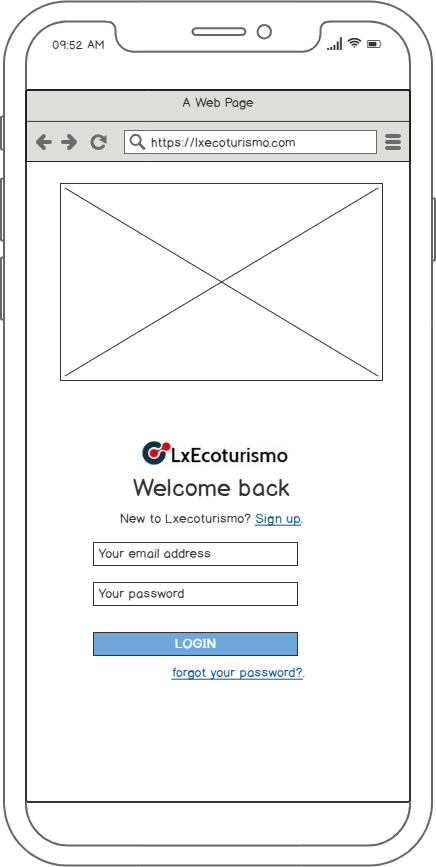 09:52 AM
A Web Page
https://lxecoturismo.com
LxEcoturismo
Welcome back
New to Lxecoturismo? Sign up.
Your email address
Your password
LOGIN
forgot your password?.